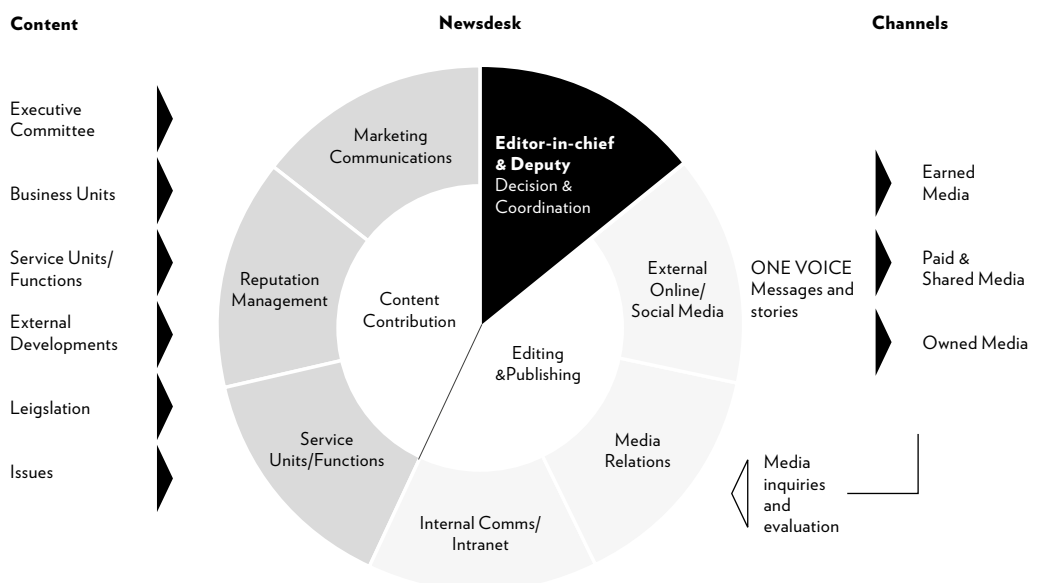 Content
Newsdesk
Channels
Executive
Committee
Business Units
Service Units/
Functions
External
Developments
Leigslation
Issues
Marketing
Communications
Reputation
Management
Service
Units/Functions
Content
Contribution
Editor-in-chief
& Deputy
Decision &
Coordination
External
Online/
Social Media
Editing
&Publishing
Media
Relations
Internal Comms/
Intranet
ONE VOICE
Messages and
stories
Earned
Media
Paid &
Shared Media
Owned Media
Media
inquiries
and
evaluation